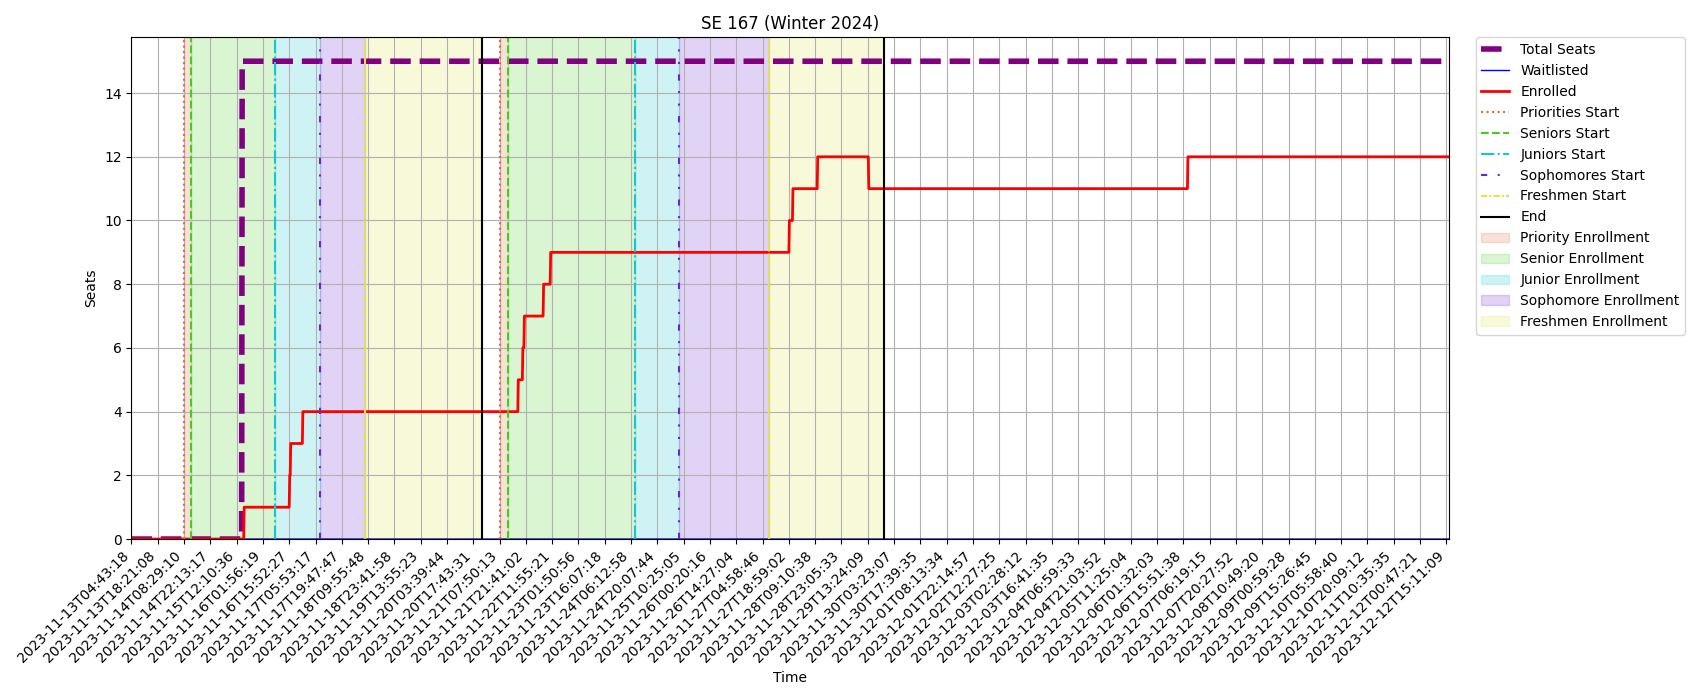 SE 167 (Winter 2024)
Seats
14
12
10
8
6
4
2
0
2023-11-13T04:43:18
2023-11-13T18:21:08
2023-11-14T08:29:10
2023-11-14T22:13:17
2023-11-15T12:10:36
2023-11-16T01:56:19
2023-11-16T15:52:27
2023-11-17T05:53:17
2023-11-17T19:47:47
2023-11-18T09:55:48
2023-11-18T23:41:58
2023-11-19T13:55:23
2023-11-20T03:39:44
2023-11-20T17:43:31
2023-11-21T07:50:13
2023-11-21T21:41:02
2023-11-22T11:55:21
2023-11-23T01:50:56
2023-11-23T16:07:18
2023-11-24T06:12:58
2023-11-24T20:07:44
2023-11-25T10:25:05
2023-11-26T00:20:16
2023-11-26T14:27:04
2023-11-27T04:58:46
2023-11-27T18:59:02
2023-11-28T09:10:38
2023-11-28T23:05:33
2023-11-29T13:24:09
2023-11-30T03:23:07
2023-11-30T17:39:35
2023-12-01T08:13:34
2023-12-01T22:14:57
2023-12-02T12:27:25
2023-12-03T02:28:12
2023-12-03T16:41:35
2023-12-04T06:59:33
2023-12-04T21:03:52
2023-12-05T11:25:04
2023-12-06T01:32:03
2023-12-06T15:51:38
2023-12-07T06:19:15
2023-12-07T20:27:52
2023-12-08T10:49:20
2023-12-09T00:59:28
2023-12-09T15:26:45
2023-12-10T05:58:40
2023-12-10T20:09:12
2023-12-11T10:35:35
2023-12-12T00:47:21
2023-12-12T15:11:09
Time
Total Seats
Waitlisted
Enrolled
Priorities Start
Seniors Start
Juniors Start
Sophomores Start
Freshmen Start
End
Priority Enrollment
Senior Enrollment
Junior Enrollment
Sophomore Enrollment
Freshmen Enrollment